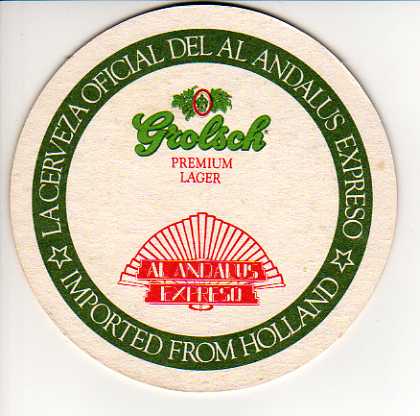 LA CERVEZA OFICIAL DEL AL ANDALUS EXPRESO
Grolsch
PREMIUM
LAGER
AL ANDALUS
EXPRESO
IMPORTED FROM HOLLAND